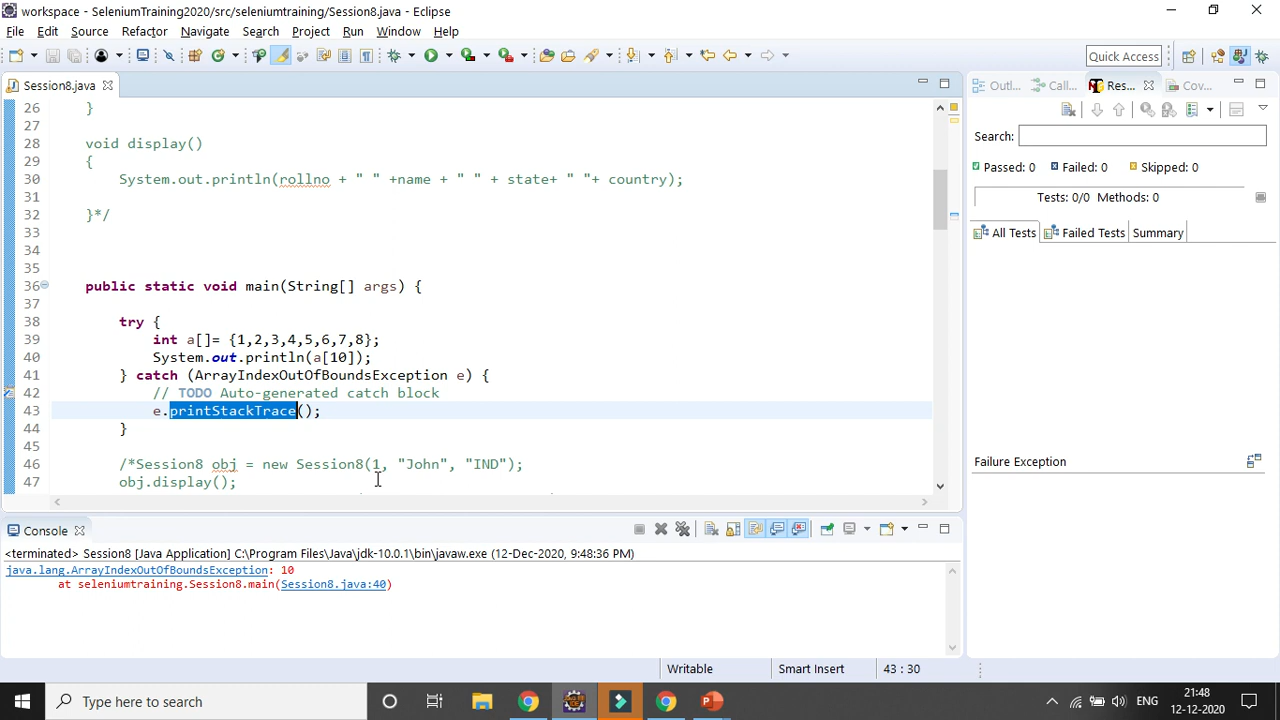 workspace - SeleniumTraining2020/src/seleniumtraining/Session8.java - Eclipse
File Edit Source Refactor Navigate Search Project Run Window Help
Quick Access
Session8.java
Outl... Call... Res... Cov...
26 }
27
28 void display()
29 {
30 System.out.println(rollno + " " +name + " " + state+ " "+ country);
31
32 }*/
33
34
35
36 public static void main(String[] args) {
37
38 try {
39 int a[]= {1,2,3,4,5,6,7,8};
40 System.out.println(a[10]);
41 } catch (ArrayIndexOutOfBoundsException e) {
42 // TODO Auto-generated catch block
43 e.printStackTrace();
44 }
45
46 /*Session8 obj = new Session8(1, "John", "IND");
47 obj.display();
Search:
Passed: 0 Failed: 0 Skipped: 0
Tests: 0/0 Methods: 0
All Tests Failed Tests Summary
Failure Exception
Console
<terminated> Session8 [Java Application] C:\Program Files\Java\jdk-10.0.1\bin\javaw.exe (12-Dec-2020, 9:48:36 PM)
java.lang.ArrayIndexOutOfBoundsException: 10
at seleniumtraining.Session8.main(Session8.java:40)
Writable Smart Insert 43 : 30
Type here to search
ENG
21:48
12-12-2020